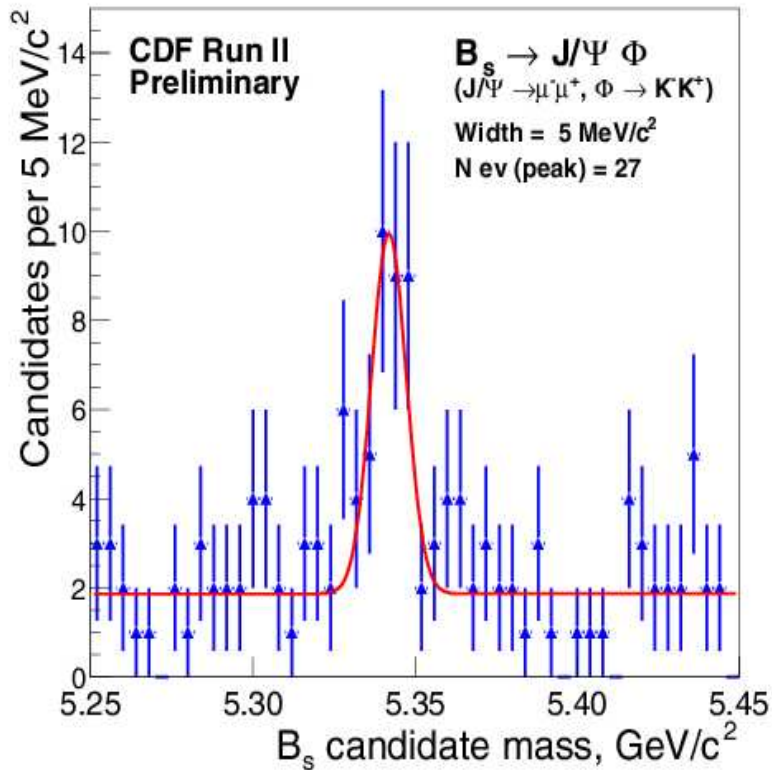 CDF Run II
Preliminary
B_s → J/Ψ Φ
(J/Ψ →μ⁻μ⁺, Φ → K⁻K⁺)
Width = 5 MeV/c²
N ev (peak) = 27
Candidates per 5 MeV/c²
14
12
10
8
6
4
2
0
5.25 5.30 5.35 5.40 5.45
B_s candidate mass, GeV/c²